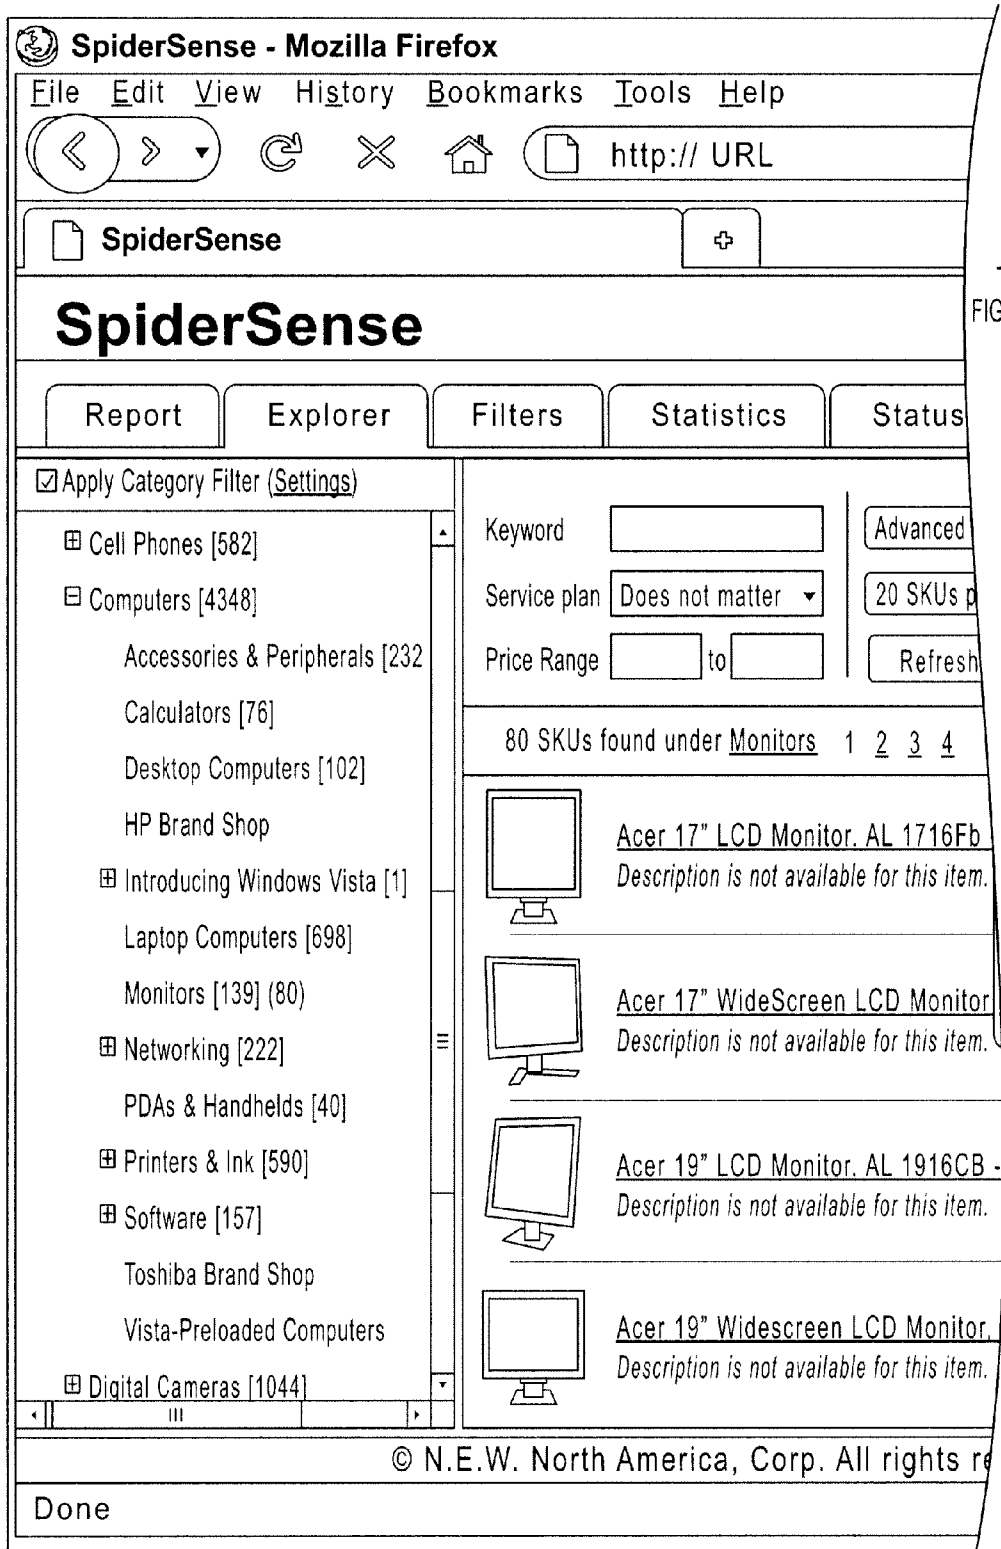 SpiderSense - Mozilla Firefox
File Edit View History Bookmarks Tools Help
http:// URL
SpiderSense
SpiderSense
FIG
Report Explorer Filters Statistics Status
Apply Category Filter (Settings)
Cell Phones [582]
Computers [4348]
Accessories & Peripherals [232
Calculators [76]
Desktop Computers [102]
HP Brand Shop
Introducing Windows Vista [1]
Laptop Computers [698]
Monitors [139] (80)
Networking [222]
PDAs & Handhelds [40]
Printers & Ink [590]
Software [157]
Toshiba Brand Shop
Vista-Preloaded Computers
Digital Cameras [1044]
Keyword Advanced
Service plan Does not matter 20 SKUs p
Price Range to Refresh
80 SKUs found under Monitors 1 2 3 4
Acer 17" LCD Monitor. AL 1716Fb
Description is not available for this item.
Acer 17" WideScreen LCD Monitor
Description is not available for this item.
Acer 19" LCD Monitor. AL 1916CB -
Description is not available for this item.
Acer 19" Widescreen LCD Monitor,
Description is not available for this item.
© N.E.W. North America, Corp. All rights re
Done